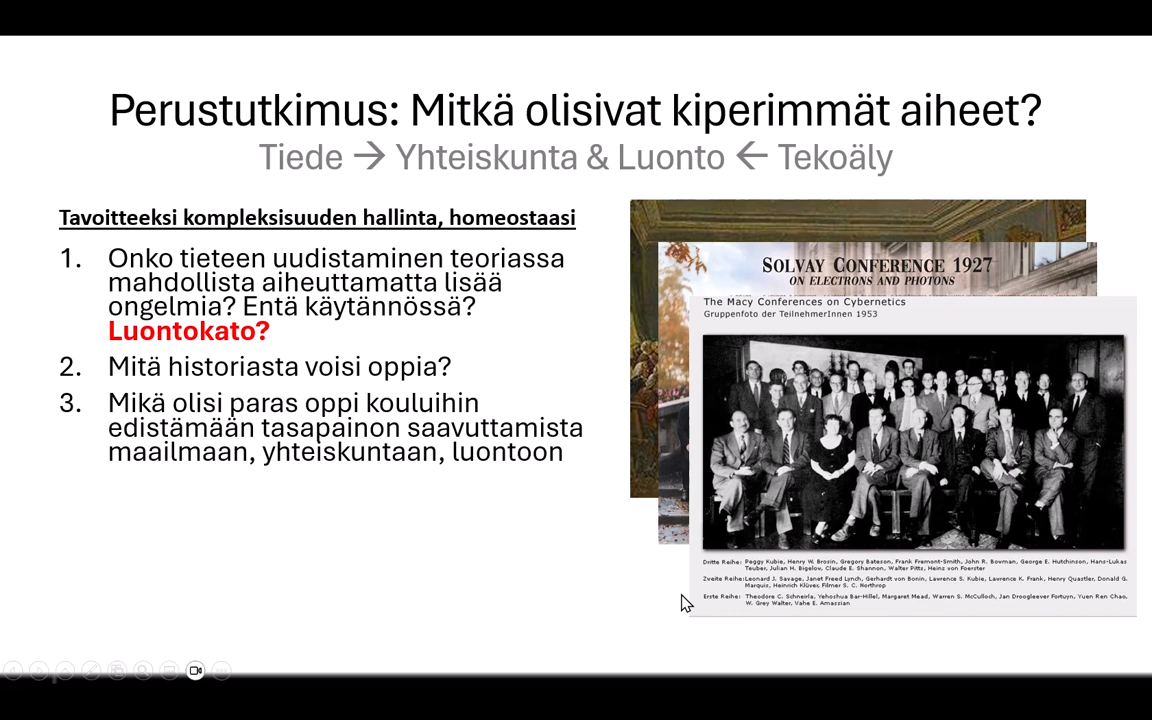 Perustutkimus: Mitkä olisivat kiperimmät aiheet?
Tiede → Yhteiskunta & Luonto ← Tekoäly
Tavoitteeksi kompleksisuuden hallinta, homeostaasi
1. Onko tieteen uudistaminen teoriassa
mahdollista aiheuttamatta lisää
ongelmia? Entä käytännössä?
Luontokato?
2. Mitä historiasta voisi oppia?
3. Mikä olisi paras oppi kouluihin
edistämään tasapainon saavuttamista
maailmaan, yhteiskuntaan, luontoon
SOLVAY CONFERENCE 1927
ON ELECTRONS AND PHOTONS
The Macy Conferences on Cybernetics
Gruppenfoto der TeilnehmerInnen 1953
Dritte Reihe: Peggy Kubie, Henry W. Brosin, Gregory Bateson, Frank Fremont-Smith, John R. Bowman, George E. Hutchinson, Hans-Lukas
Teuber, Julian H. Bigelow, Claude E. Shannon, Walter Pitts, Heinz von Foerster
Zweite Reihe: Leonard J. Savage, Janet Freed Lynch, Gerhardt von Bonin, Lawrence S. Kubie, Lawrence K. Frank, Henry Quastler, Donald G.
Marquis, Heinrich Klüver, Filmer S. C. Northrop
Erste Reihe: Theodore C. Schneirla, Yehoshua Bar-Hillel, Margaret Mead, Warren S. McCulloch, Jan Droogleever Fortuyn, Yuen Ren Chao,
W. Grey Walter, Vahe E. Amassian